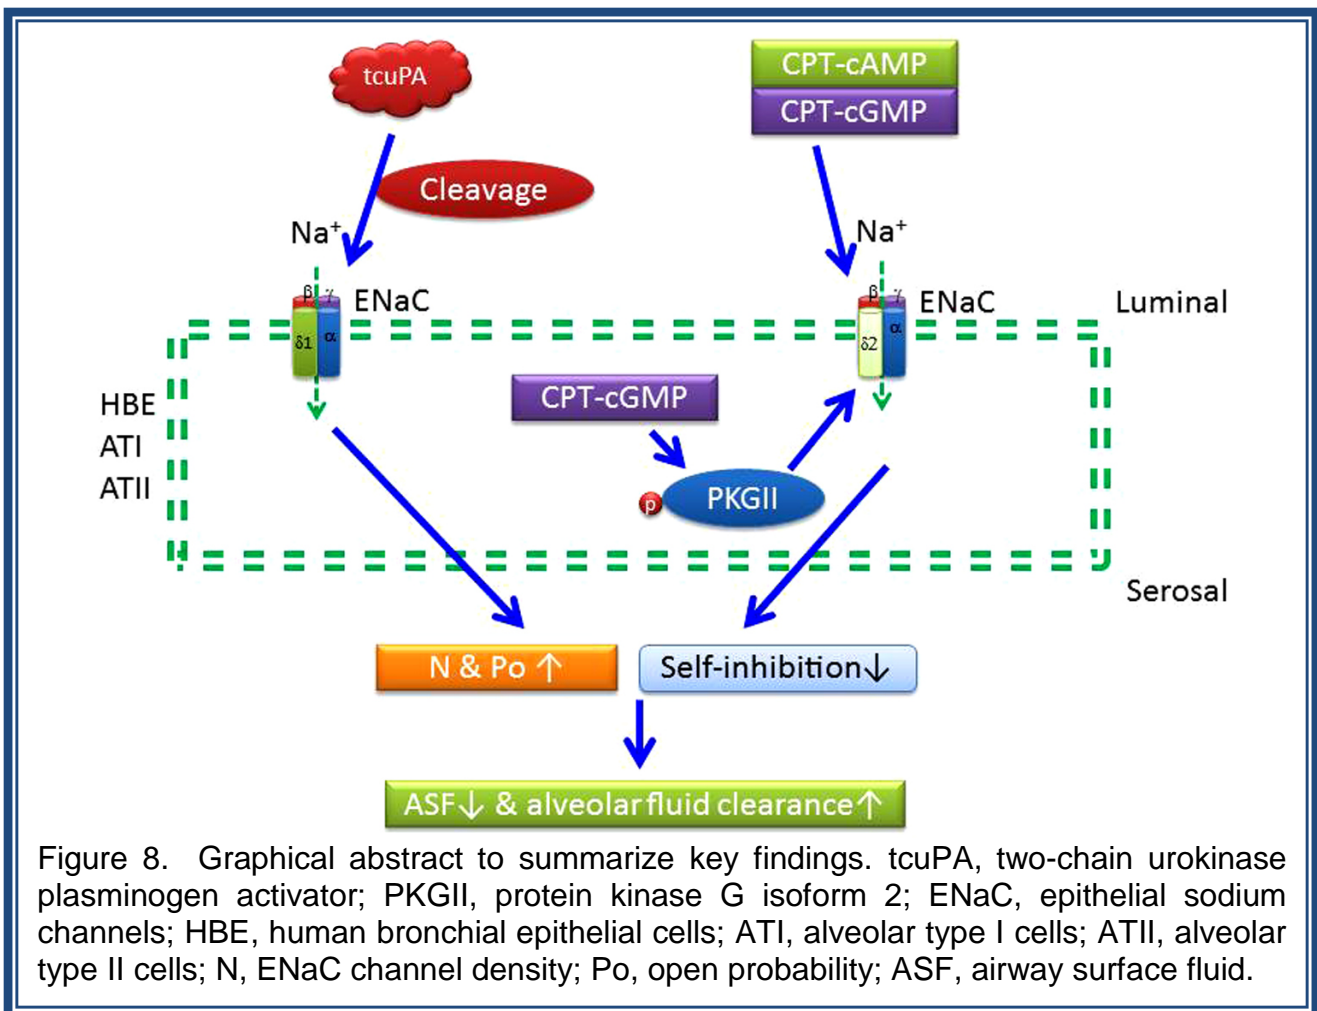 tcuPA
CPT-cAMP
CPT-cGMP
Cleavage
Na⁺
Na⁺
β γ
ENaC
β γ
ENaC
Luminal
δ1 α
δ2 α
HBE
ATI
ATII
CPT-cGMP
p
PKGII
Serosal
N & Po ↑
Self-inhibition↓
ASF↓ & alveolar fluid clearance↑
Figure 8. Graphical abstract to summarize key findings. tcuPA, two-chain urokinase
plasminogen activator; PKGII, protein kinase G isoform 2; ENaC, epithelial sodium
channels; HBE, human bronchial epithelial cells; ATI, alveolar type I cells; ATII, alveolar
type II cells; N, ENaC channel density; Po, open probability; ASF, airway surface fluid.